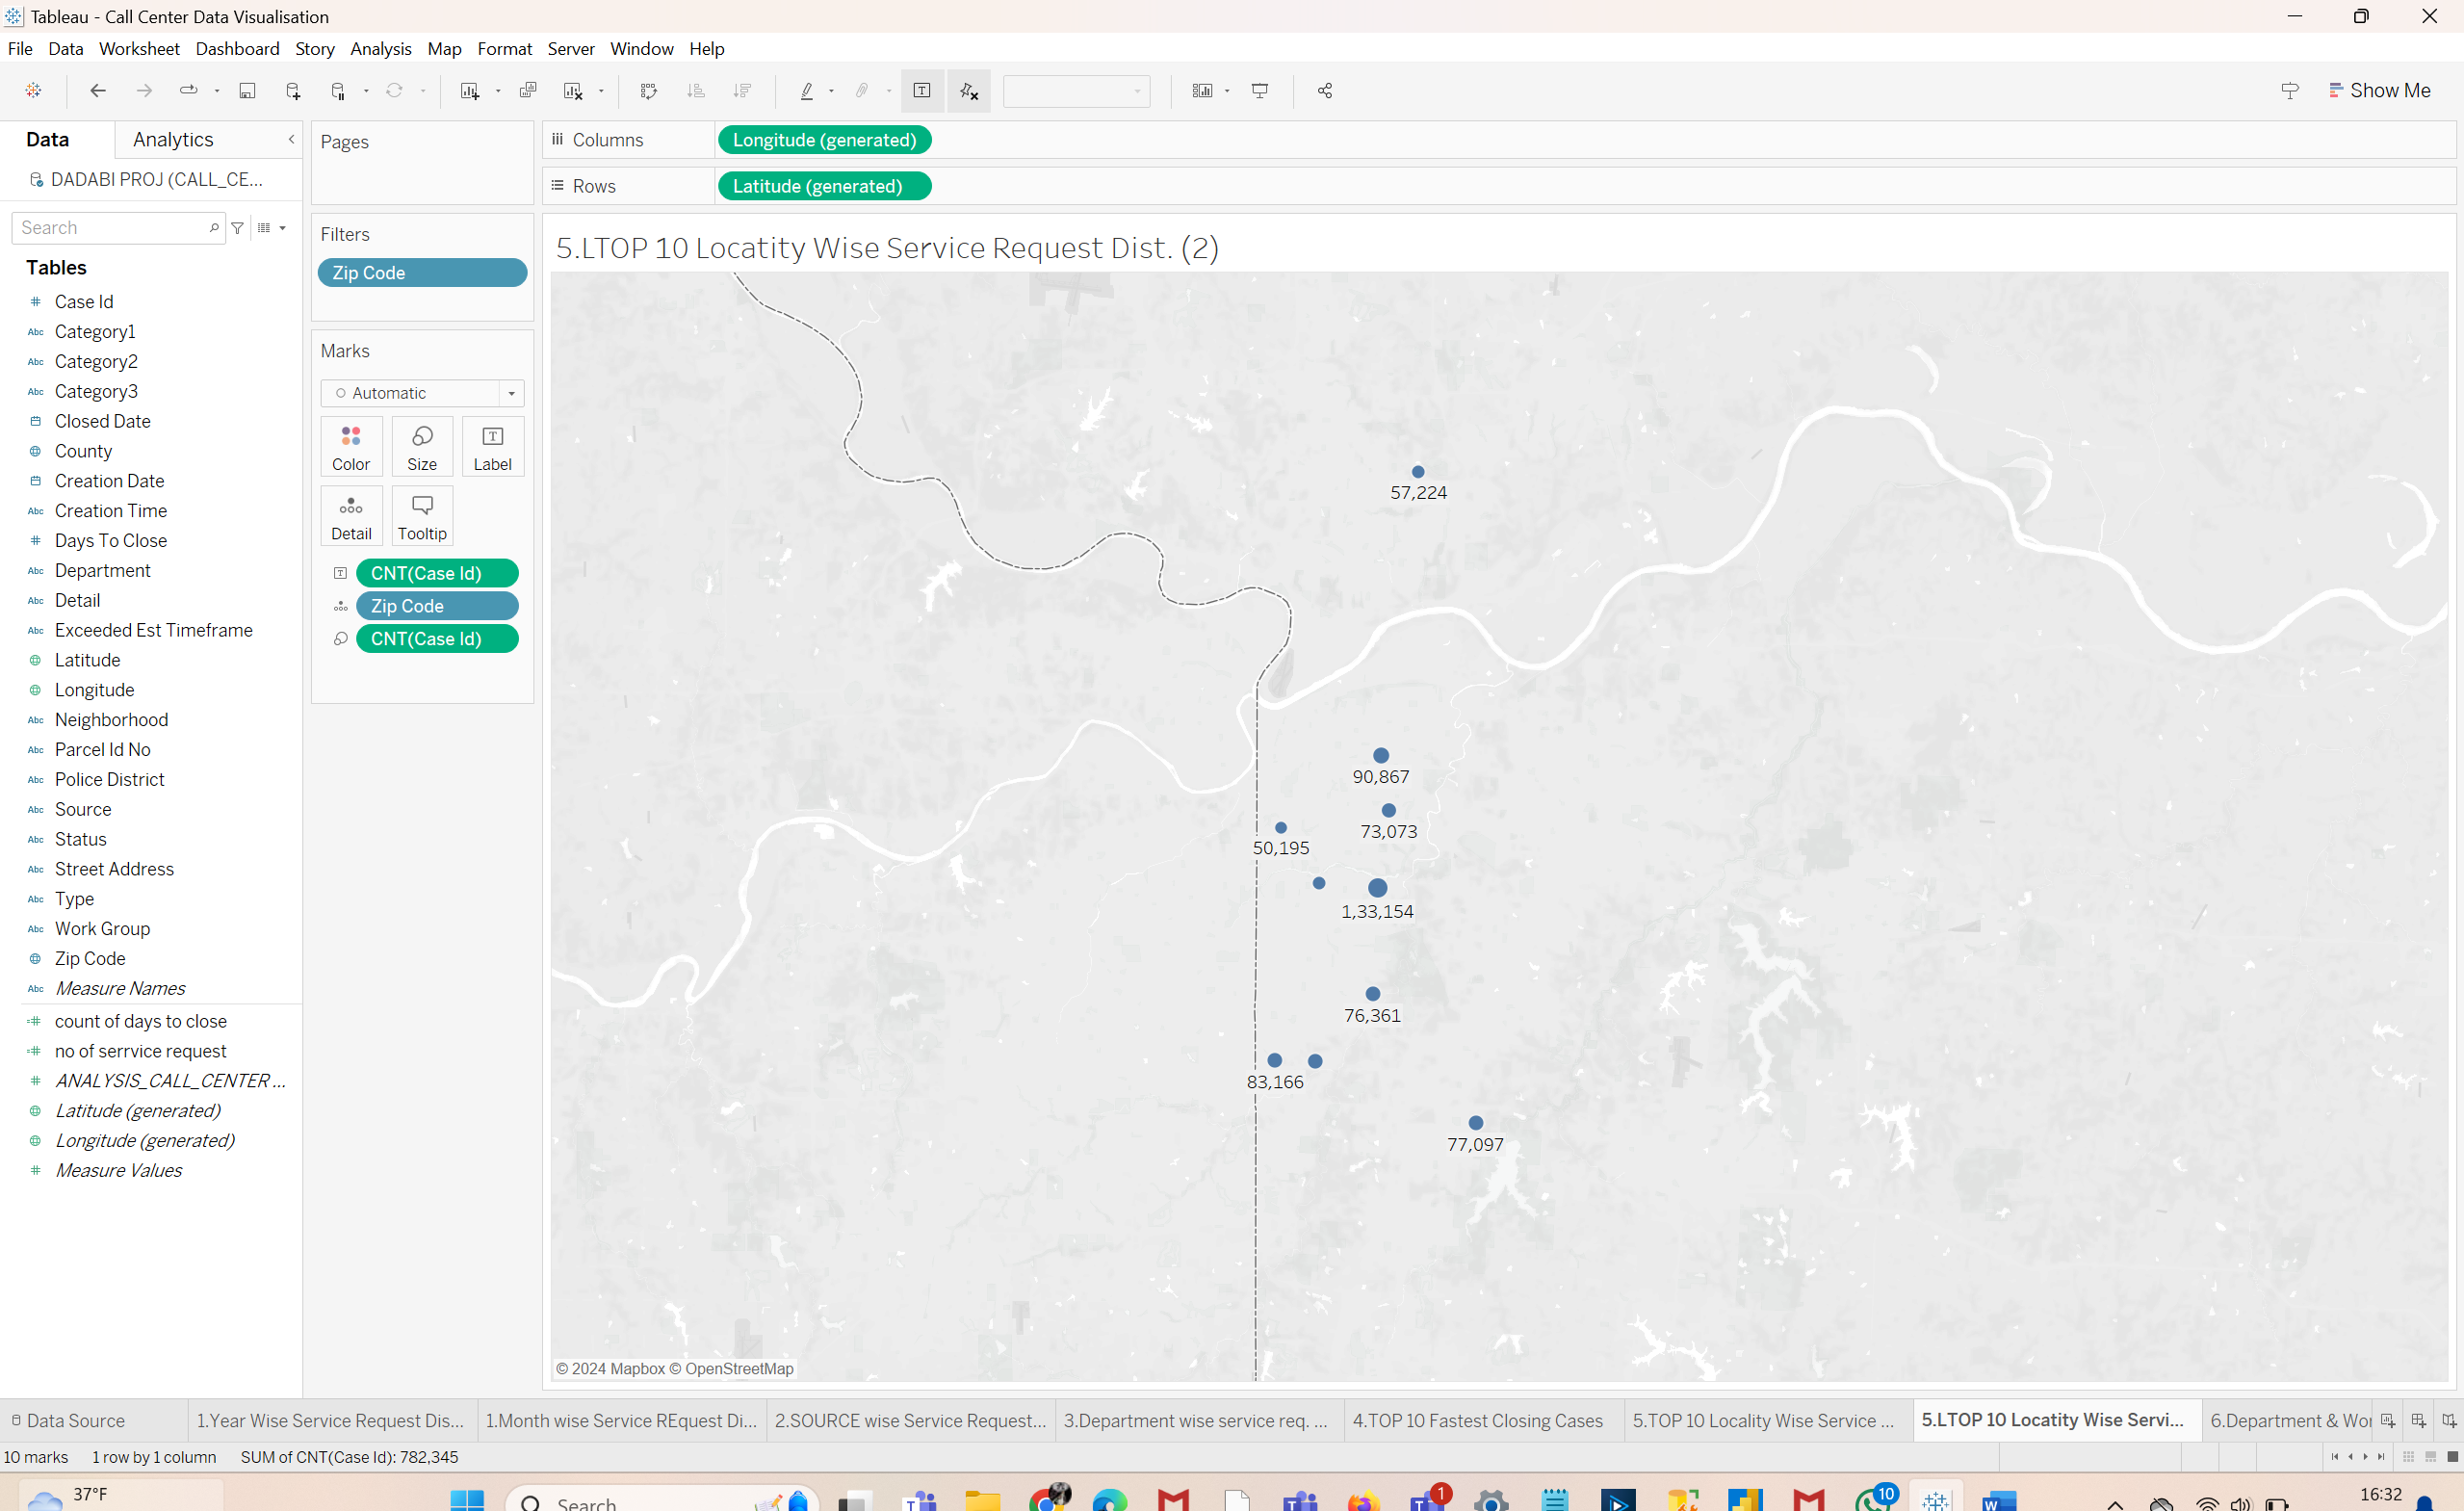 Tableau - Call Center Data Visualisation
File Data Worksheet Dashboard Story Analysis Map Format Server Window Help
Show Me
Data Analytics
DADABI PROJ (CALL_CE...
Search
Tables
Case Id
Category1
Category2
Category3
Closed Date
County
Creation Date
Creation Time
Days To Close
Department
Detail
Exceeded Est Timeframe
Latitude
Longitude
Neighborhood
Parcel Id No
Police District
Source
Status
Street Address
Type
Work Group
Zip Code
Measure Names
count of days to close
no of serrvice request
ANALYSIS_CALL_CENTER ...
Latitude (generated)
Longitude (generated)
Measure Values
Pages
Filters
Zip Code
Marks
Automatic
Color Size Label
Detail Tooltip
CNT(Case Id)
Zip Code
CNT(Case Id)
Columns Longitude (generated)
Rows Latitude (generated)
5.LTOP 10 Locatity Wise Service Request Dist. (2)
57,224
90,867
73,073
50,195
1,33,154
76,361
83,166
77,097
© 2024 Mapbox © OpenStreetMap
Data Source 1.Year Wise Service Request Dis... 1.Month wise Service REquest Di... 2.SOURCE wise Service Request... 3.Department wise service req. ... 4.TOP 10 Fastest Closing Cases 5.TOP 10 Locality Wise Service ... 5.LTOP 10 Locatity Wise Servi... 6.Department & Wor
10 marks 1 row by 1 column SUM of CNT(Case Id): 782,345
37°F Search 1 10 16:32